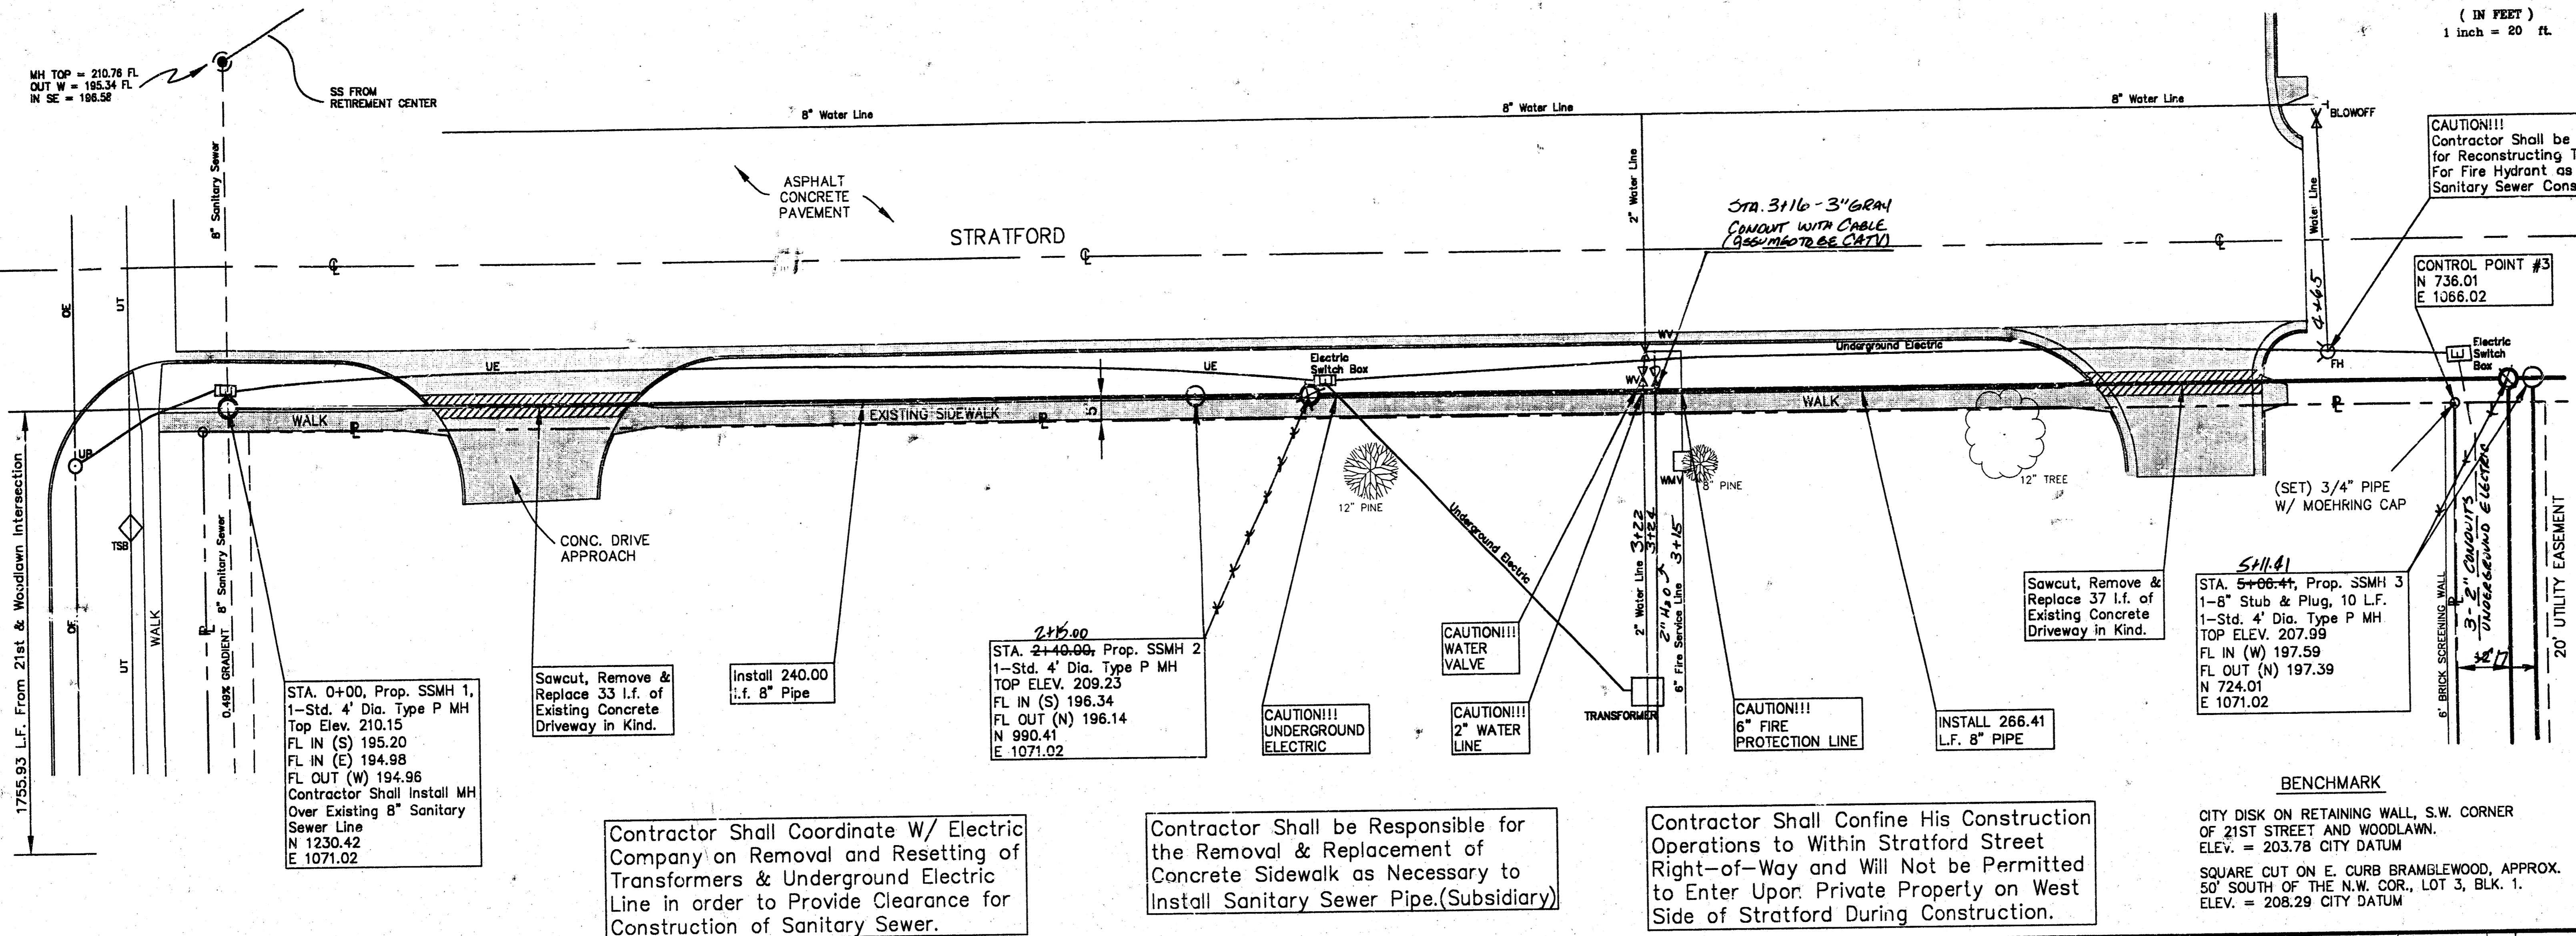 ( IN FEET )
1 inch = 20 ft.
MH TOP = 210.76 FL
OUT W = 195.34 FL
IN SE = 196.58
SS FROM
RETIREMENT CENTER
8" Sanitary Sewer
8" Water Line
8" Water Line
8" Water Line
BLOWOFF
CAUTION!!!
Contractor Shall be
for Reconstructing T
For Fire Hydrant as
Sanitary Sewer Cons
ASPHALT
CONCRETE
PAVEMENT
STRATFORD
2" Water Line
STA. 3+16 - 3" GRAY
CONDUIT WITH CABLE
(ASSUMED TO BE CATV)
Water Line
4+65
CONTROL POINT #3
N 736.01
E 1066.02
OE
UT
UE
UE
Electric
Switch Box
WV
WV
Underground Electric
FH
Electric
Switch
Box
WALK
EXISTING SIDEWALK
5'
WALK
UP
TSB
OE
UT
WALK
0.49% GRADIENT 8" Sanitary Sewer
CONC. DRIVE
APPROACH
12" PINE
Underground Electric
WMV
8" PINE
12" TREE
(SET) 3/4" PIPE
W/ MOEHRING CAP
2" Water Line 3+22
3+24
6" Fire Service Line 3+15
TRANSFORMER
6' BRICK SCREENING WALL
3-2" CONDUITS
UNDERGROUND ELECTRIC
20' UTILITY EASEMENT
1755.93 L.F. From 21st & Woodlawn Intersection
STA. 0+00, Prop. SSMH 1,
1-Std. 4' Dia. Type P MH
Top Elev. 210.15
FL IN (S) 195.20
FL IN (E) 194.98
FL OUT (W) 194.96
Contractor Shall Install MH
Over Existing 8" Sanitary
Sewer Line
N 1230.42
E 1071.02
Sawcut, Remove &
Replace 33 l.f. of
Existing Concrete
Driveway in Kind.
Install 240.00
l.f. 8" Pipe
STA. 2+40.00, Prop. SSMH 2
1-Std. 4' Dia. Type P MH
TOP ELEV. 209.23
FL IN (S) 196.34
FL OUT (N) 196.14
N 990.41
E 1071.02
CAUTION!!!
UNDERGROUND
ELECTRIC
CAUTION!!!
WATER
VALVE
CAUTION!!!
2" WATER
LINE
CAUTION!!!
6" FIRE
PROTECTION LINE
INSTALL 266.41
L.F. 8" PIPE
Sawcut, Remove &
Replace 37 l.f. of
Existing Concrete
Driveway in Kind.
5+11.41
STA. 5+06.41, Prop. SSMH 3
1-8" Stub & Plug, 10 L.F.
1-Std. 4' Dia. Type P MH
TOP ELEV. 207.99
FL IN (W) 197.59
FL OUT (N) 197.39
N 724.01
E 1071.02
Contractor Shall Coordinate W/ Electric
Company on Removal and Resetting of
Transformers & Underground Electric
Line in order to Provide Clearance for
Construction of Sanitary Sewer.
Contractor Shall be Responsible for
the Removal & Replacement of
Concrete Sidewalk as Necessary to
Install Sanitary Sewer Pipe.(Subsidiary)
Contractor Shall Confine His Construction
Operations to Within Stratford Street
Right-of-Way and Will Not be Permitted
to Enter Upon Private Property on West
Side of Stratford During Construction.
BENCHMARK
CITY DISK ON RETAINING WALL, S.W. CORNER
OF 21ST STREET AND WOODLAWN.
ELEV. = 203.78 CITY DATUM
SQUARE CUT ON E. CURB BRAMBLEWOOD, APPROX.
50' SOUTH OF THE N.W. COR., LOT 3, BLK. 1.
ELEV. = 208.29 CITY DATUM